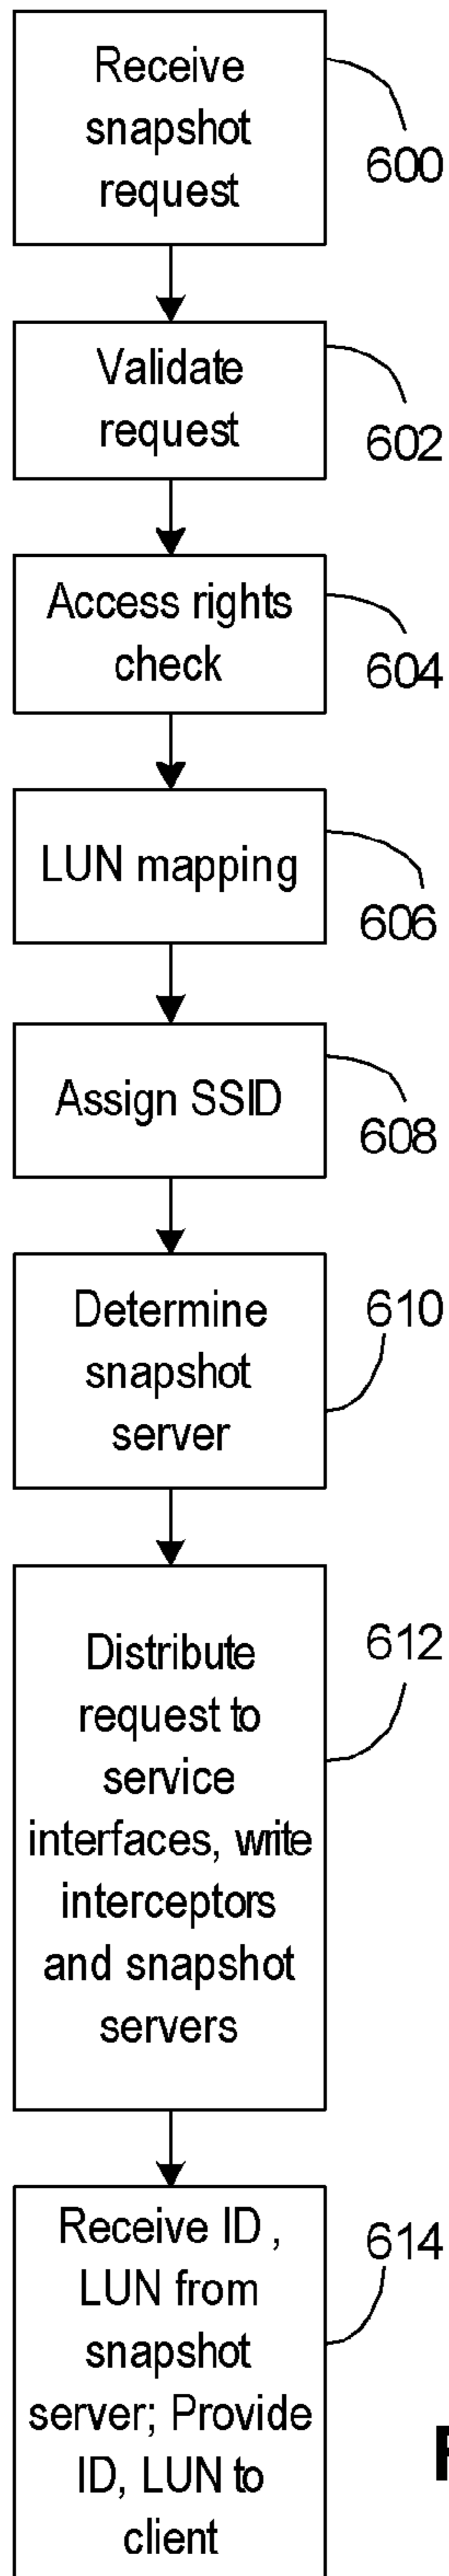 Receive
snapshot
request
600
Validate
request
602
Access rights
check
604
LUN mapping
606
Assign SSID
608
Determine
snapshot
server
610
Distribute
request to
service
interfaces, write
interceptors
and snapshot
servers
612
Receive ID ,
LUN from
snapshot
server; Provide
ID, LUN to
client
614